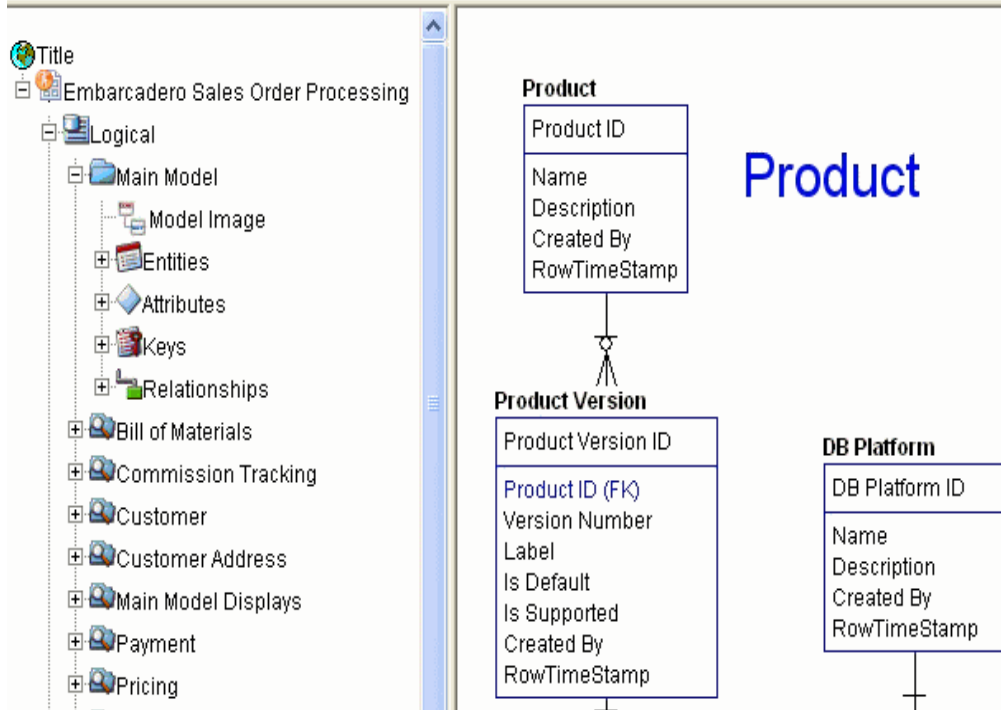 Title
Embarcadero Sales Order Processing
Logical
Main Model
Model Image
Entities
Attributes
Keys
Relationships
Bill of Materials
Commission Tracking
Customer
Customer Address
Main Model Displays
Payment
Pricing
Product
Product ID
Name
Description
Created By
RowTimeStamp
Product
Product Version
Product Version ID
Product ID (FK)
Version Number
Label
Is Default
Is Supported
Created By
RowTimeStamp
DB Platform
DB Platform ID
Name
Description
Created By
RowTimeStamp